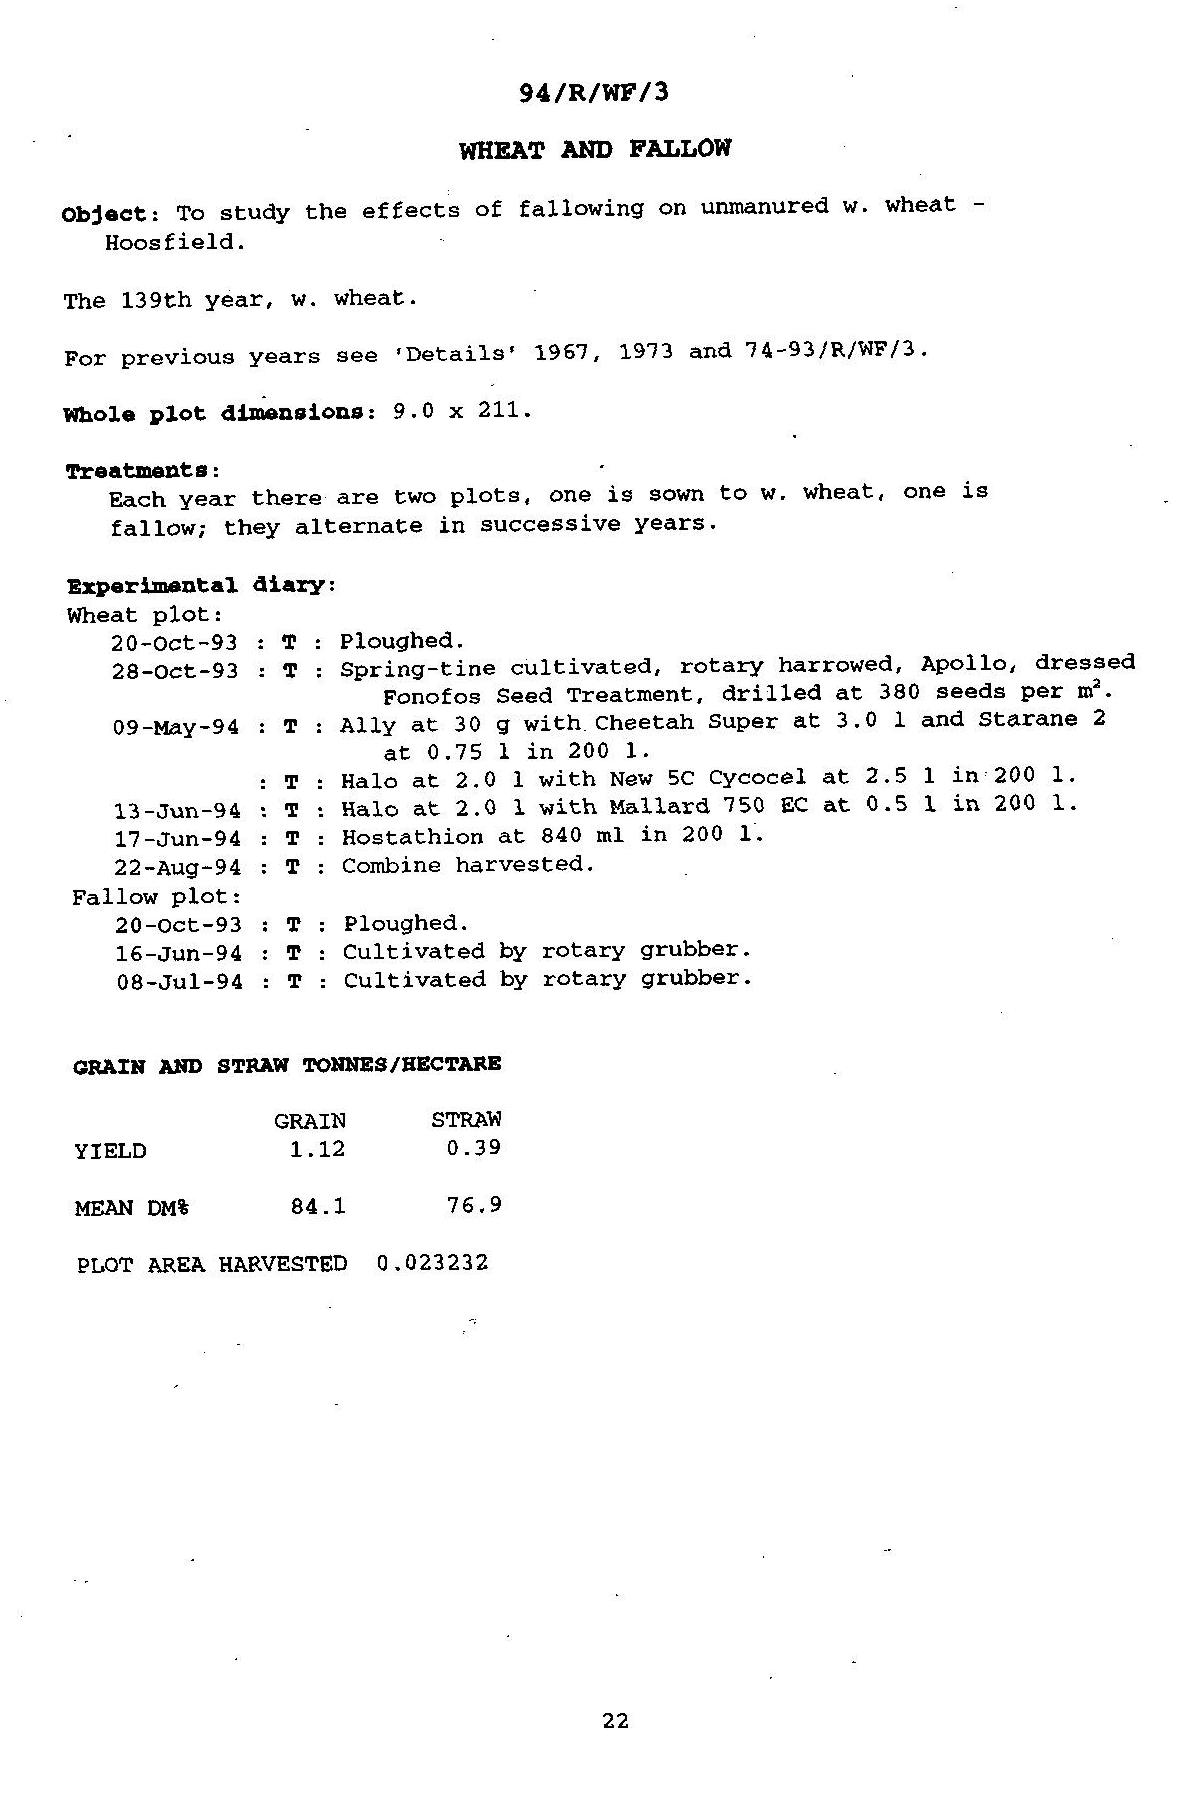 94/R/WF/3
WHEAT AND FALLOW
Object: To study the effects of fallowing on unmanured w. wheat -
Hoosfield.
The 139th year, w. wheat.
For previous years see 'Details' 1967, 1973 and 74-93/R/WF/3.
Whole plot dimensions: 9.0 x 211.
Treatments:
Each year there are two plots, one is sown to w. wheat, one is
fallow; they alternate in successive years.
Experimental diary:
Wheat plot:
20-Oct-93 : T : Ploughed.
28-Oct-93 : T : Spring-tine cultivated, rotary harrowed, Apollo, dressed
Fonofos Seed Treatment, drilled at 380 seeds per m².
09-May-94 : T : Ally at 30 g with Cheetah Super at 3.0 l and Starane 2
at 0.75 l in 200 l.
: T : Halo at 2.0 l with New 5C Cycocel at 2.5 l in 200 l.
13-Jun-94 : T : Halo at 2.0 l with Mallard 750 EC at 0.5 l in 200 l.
17-Jun-94 : T : Hostathion at 840 ml in 200 l.
22-Aug-94 : T : Combine harvested.
Fallow plot:
20-Oct-93 : T : Ploughed.
16-Jun-94 : T : Cultivated by rotary grubber.
08-Jul-94 : T : Cultivated by rotary grubber.
GRAIN AND STRAW TONNES/HECTARE
GRAIN STRAW
YIELD 1.12 0.39
MEAN DM% 84.1 76.9
PLOT AREA HARVESTED 0.023232
22